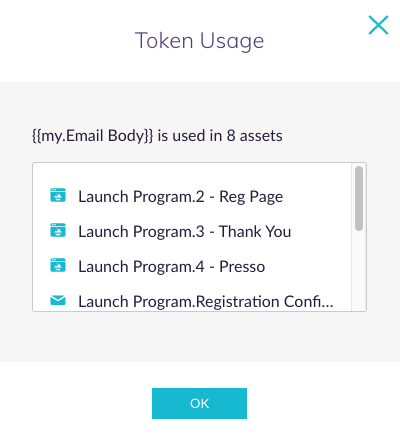 Token Usage
{{my.Email Body}} is used in 8 assets
Launch Program.2 - Reg Page
Launch Program.3 - Thank You
Launch Program.4 - Presso
Launch Program.Registration Confi...
OK